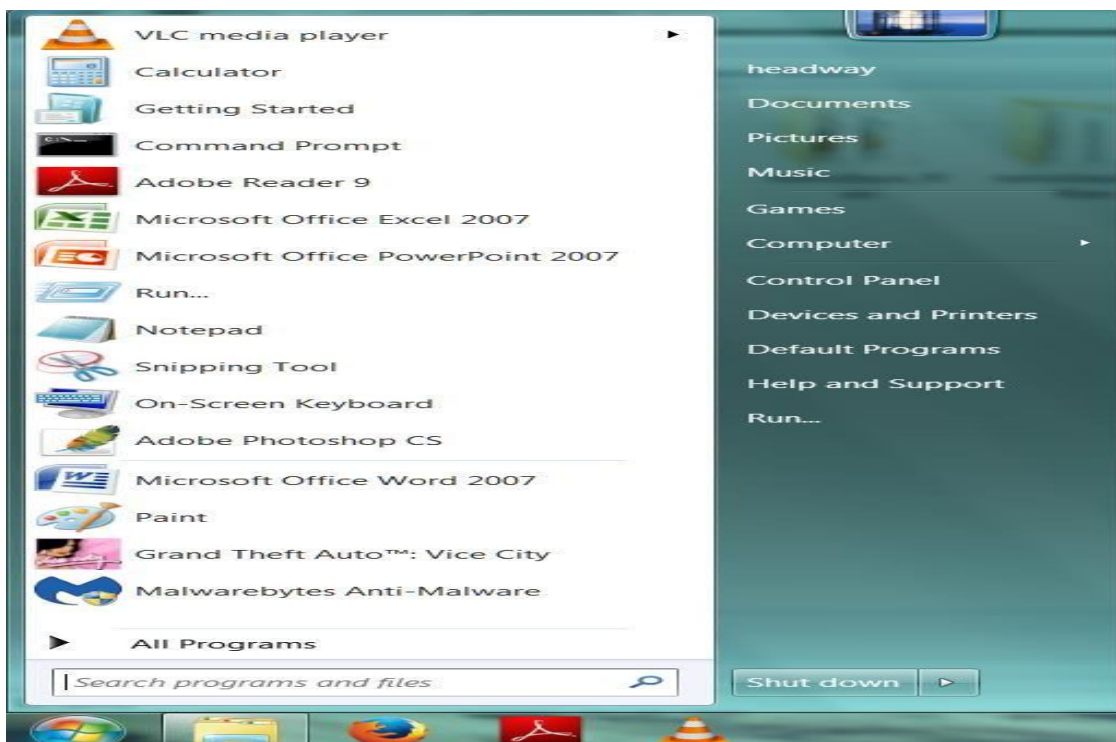 VLC media player
Calculator
Getting Started
Command Prompt
Adobe Reader 9
Microsoft Office Excel 2007
Microsoft Office PowerPoint 2007
Run...
Notepad
Snipping Tool
On-Screen Keyboard
Adobe Photoshop CS
Microsoft Office Word 2007
Paint
Grand Theft Auto™: Vice City
Malwarebytes Anti-Malware
All Programs
Search programs and files
headway
Documents
Pictures
Music
Games
Computer
Control Panel
Devices and Printers
Default Programs
Help and Support
Run...
Shut down